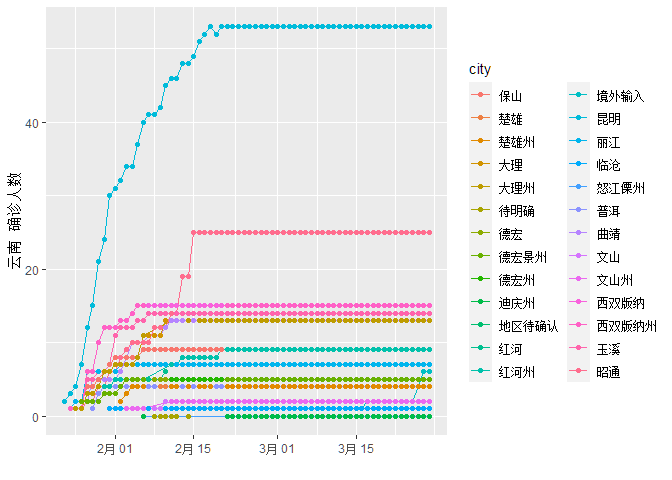 云南 确诊人数
40
20
0
2月 01
2月 15
3月 01
3月 15
city
保山
楚雄
楚雄州
大理
大理州
待明确
德宏
德宏景州
德宏州
迪庆州
地区待确认
红河
红河州
境外输入
昆明
丽江
临沧
怒江傈州
普洱
曲靖
文山
文山州
西双版纳
西双版纳州
玉溪
昭通